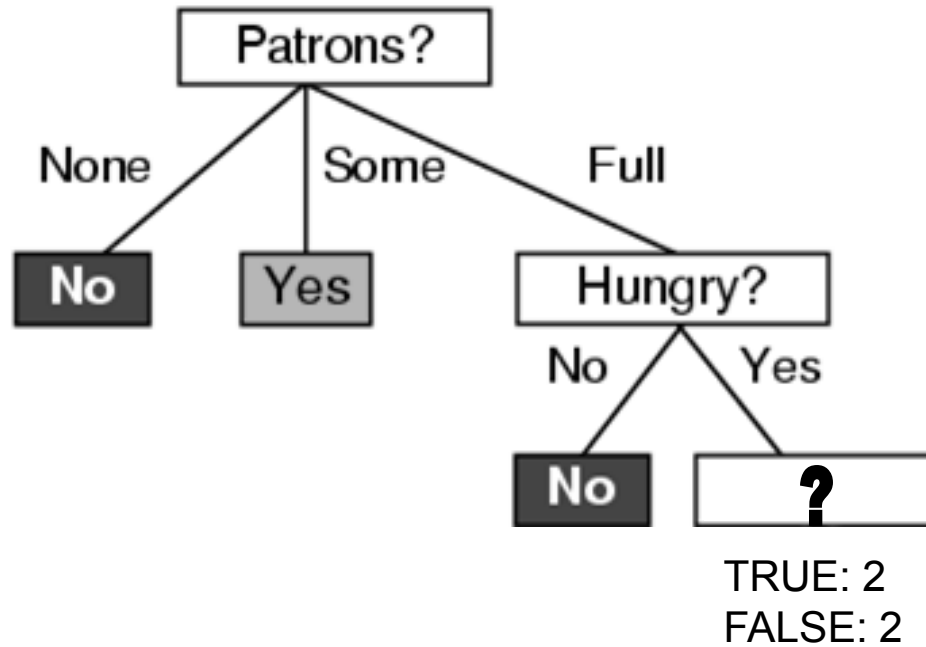 Patrons?
None Some Full
No Yes Hungry?
No Yes
No ?
TRUE: 2
FALSE: 2